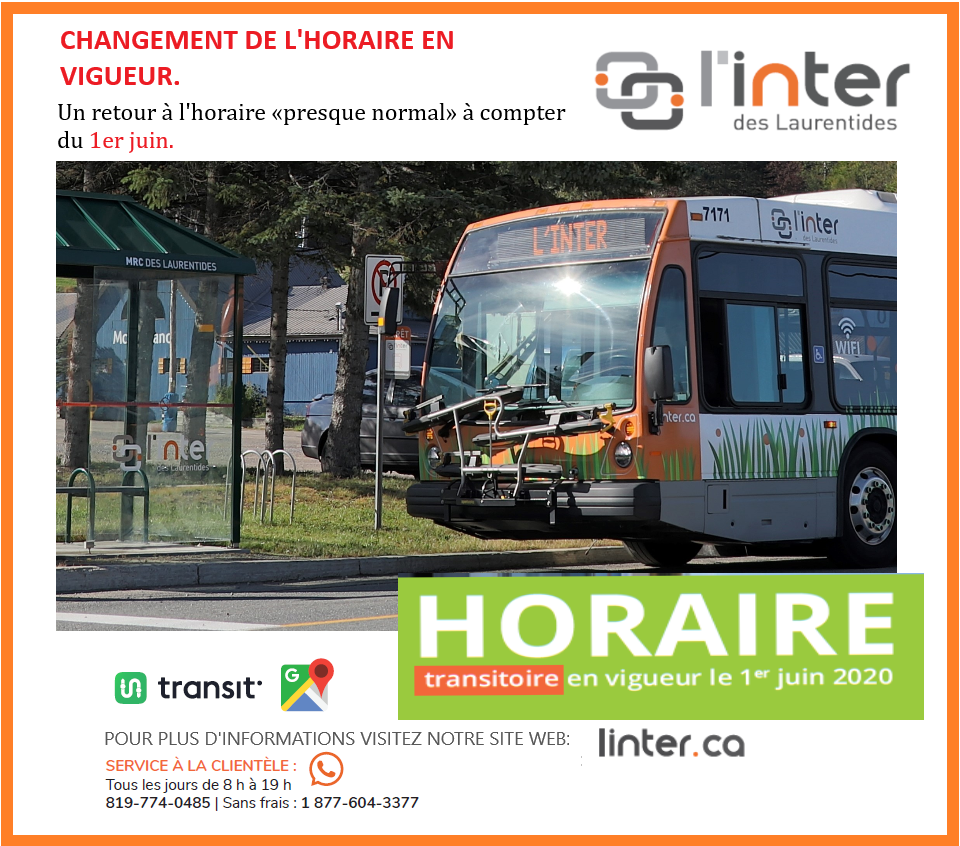 CHANGEMENT DE L'HORAIRE EN
VIGUEUR.
Un retour à l'horaire «presque normal» à compter
du 1er juin.
l'inter
des Laurentides
7171
l'inter
des Laurentides
L'INTER
MRC DES LAURENTIDES
WIFI
nter.ca
l'inter
des Laurentides
HORAIRE
transitoire en vigueur le 1er juin 2020
transit
G
POUR PLUS D'INFORMATIONS VISITEZ NOTRE SITE WEB:
linter.ca
SERVICE À LA CLIENTÈLE :
Tous les jours de 8 h à 19 h
819-774-0485 | Sans frais : 1 877-604-3377